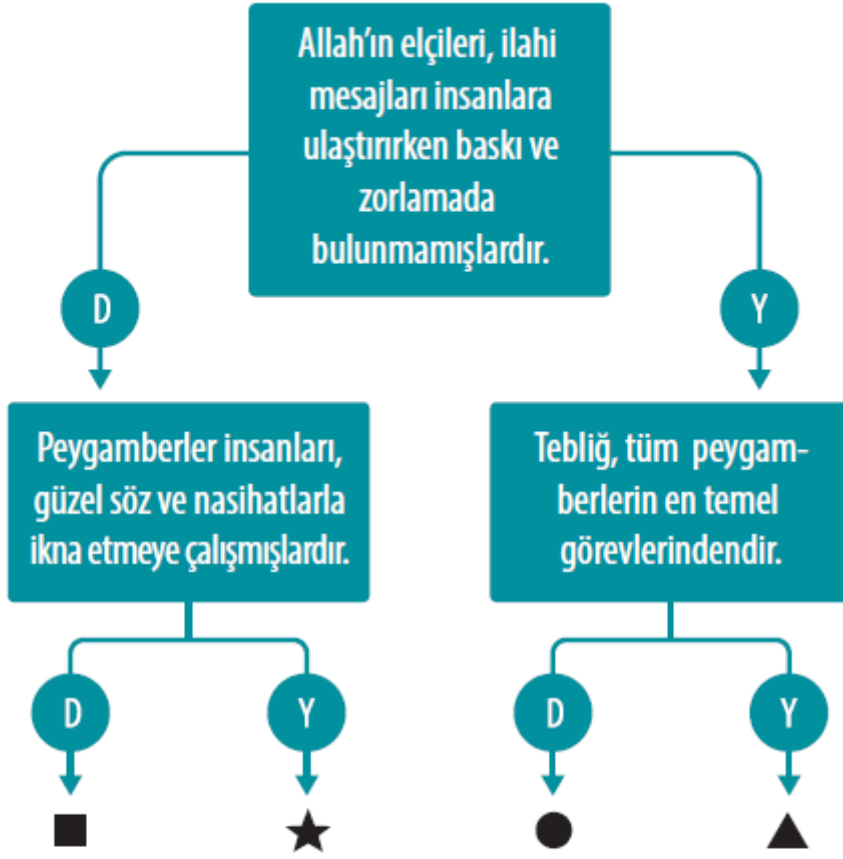 Allah’ın elçileri, ilahi
mesajları insanlara
ulaştırırken baskı ve
zorlamada
bulunmamışlardır.
D
Y
Peygamberler insanları,
güzel söz ve nasihatlarla
ikna etmeye çalışmışlardır.
Tebliğ, tüm peygam-
berlerin en temel
görevlerindendir.
D
Y
D
Y